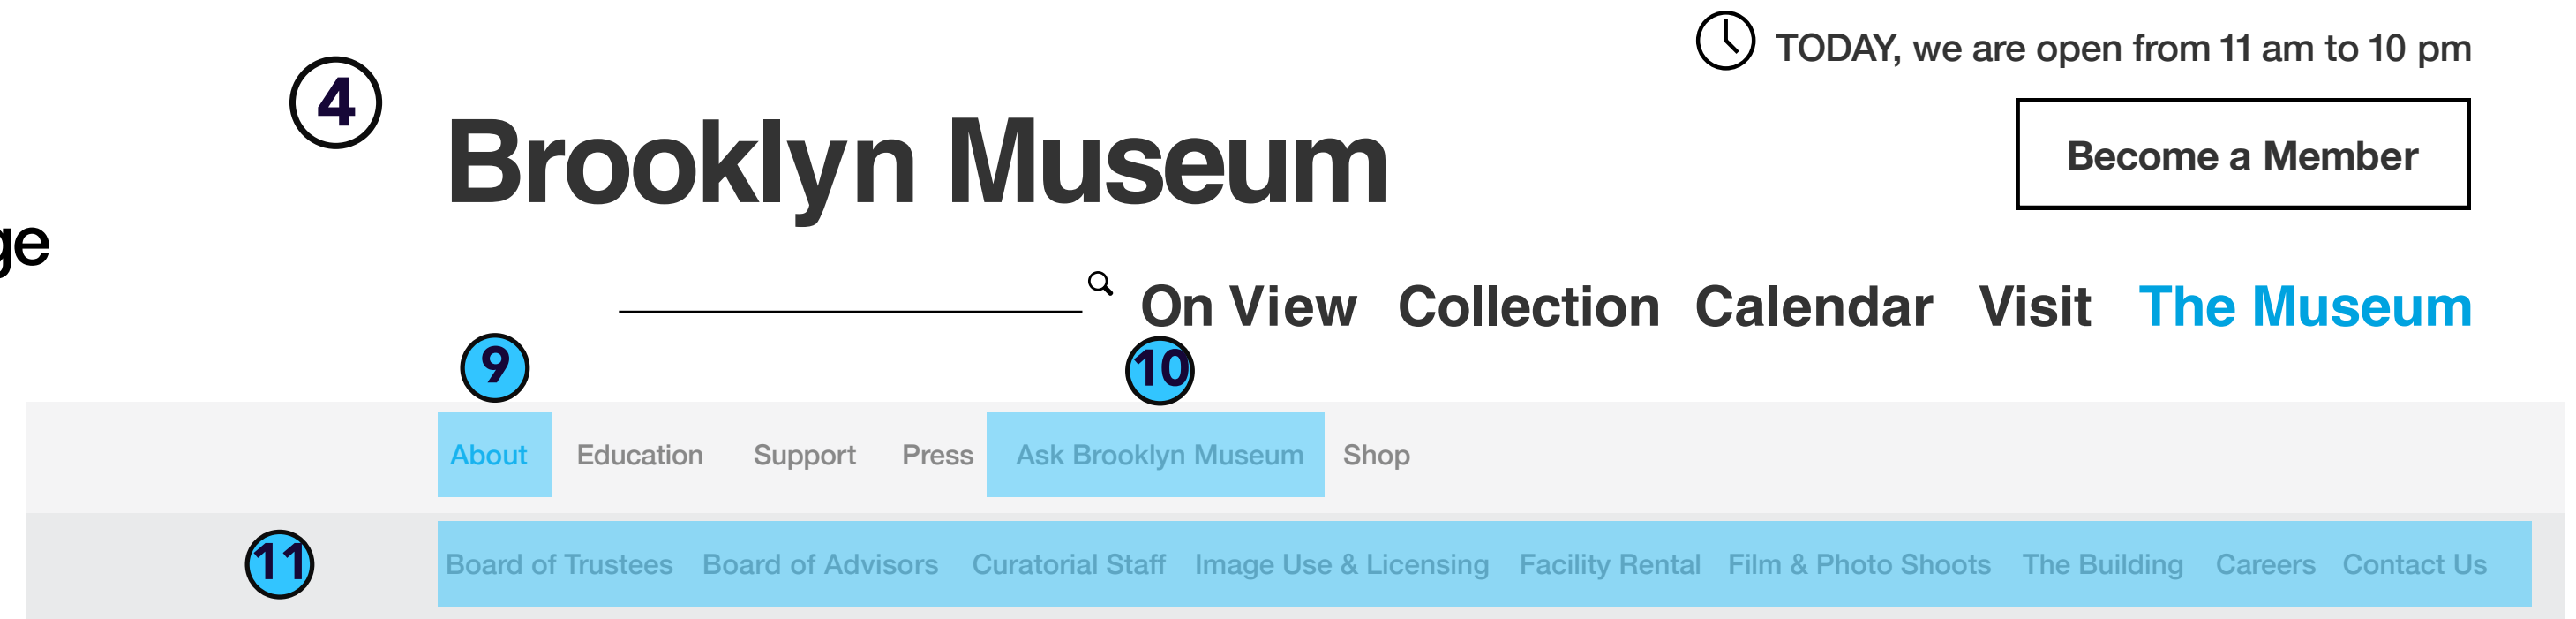 TODAY, we are open from 11 am to 10 pm
4
Brooklyn Museum
Become a Member
ge
On View Collection Calendar Visit The Museum
9 10
About Education Support Press Ask Brooklyn Museum Shop
11 Board of Trustees Board of Advisors Curatorial Staff Image Use & Licensing Facility Rental Film & Photo Shoots The Building Careers Contact Us